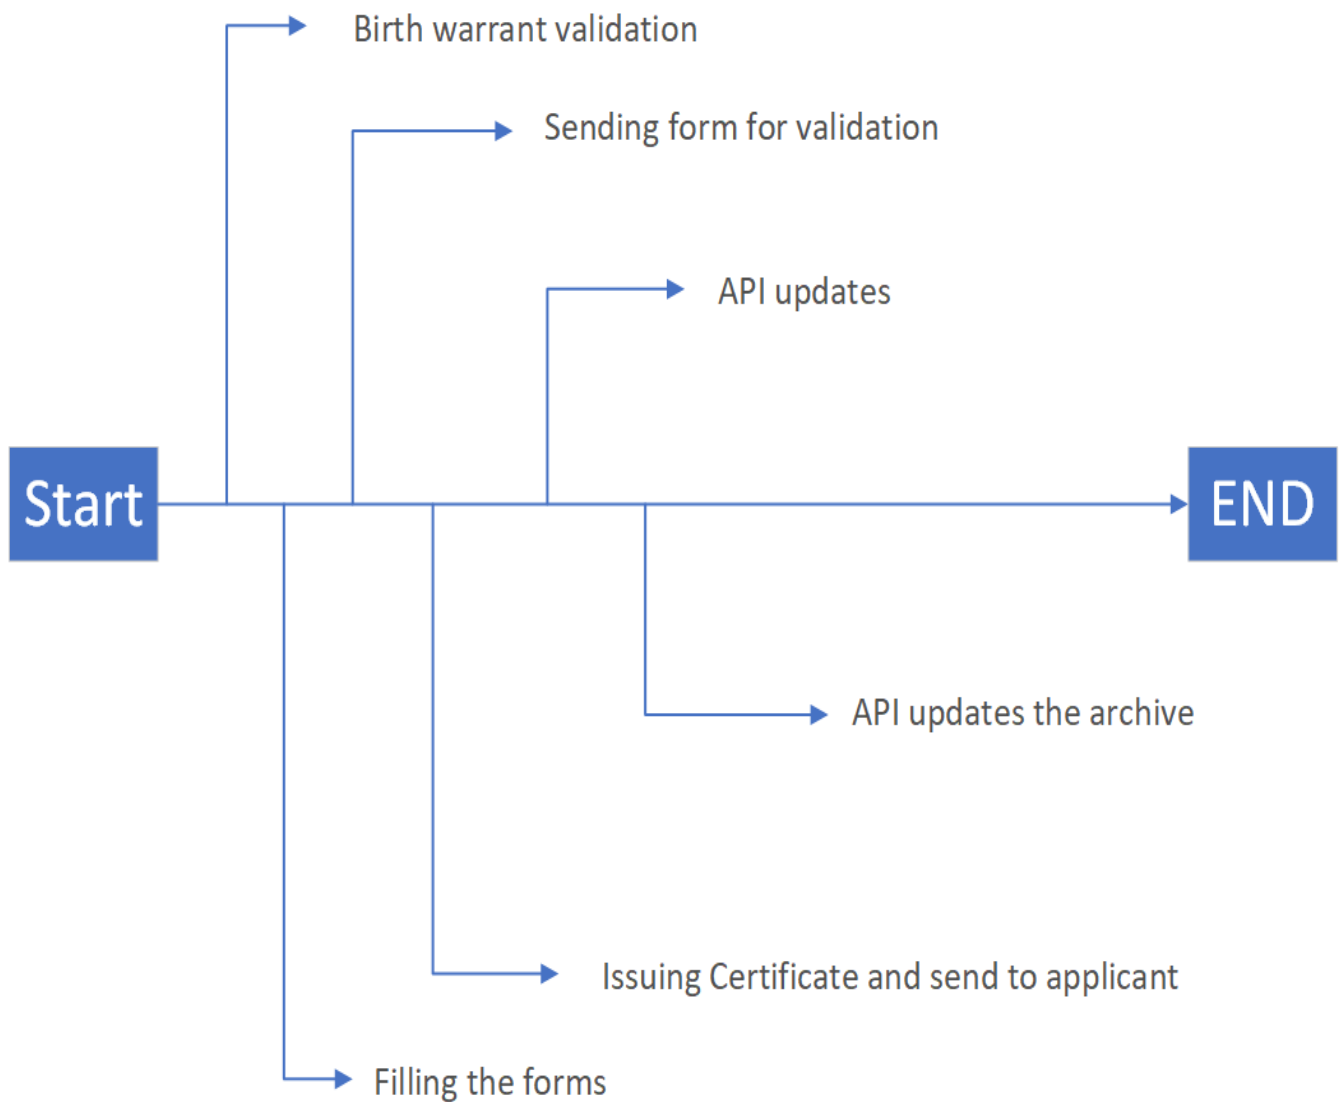 Birth warrant validation
Sending form for validation
API updates
Start
END
API updates the archive
Issuing Certificate and send to applicant
Filling the forms